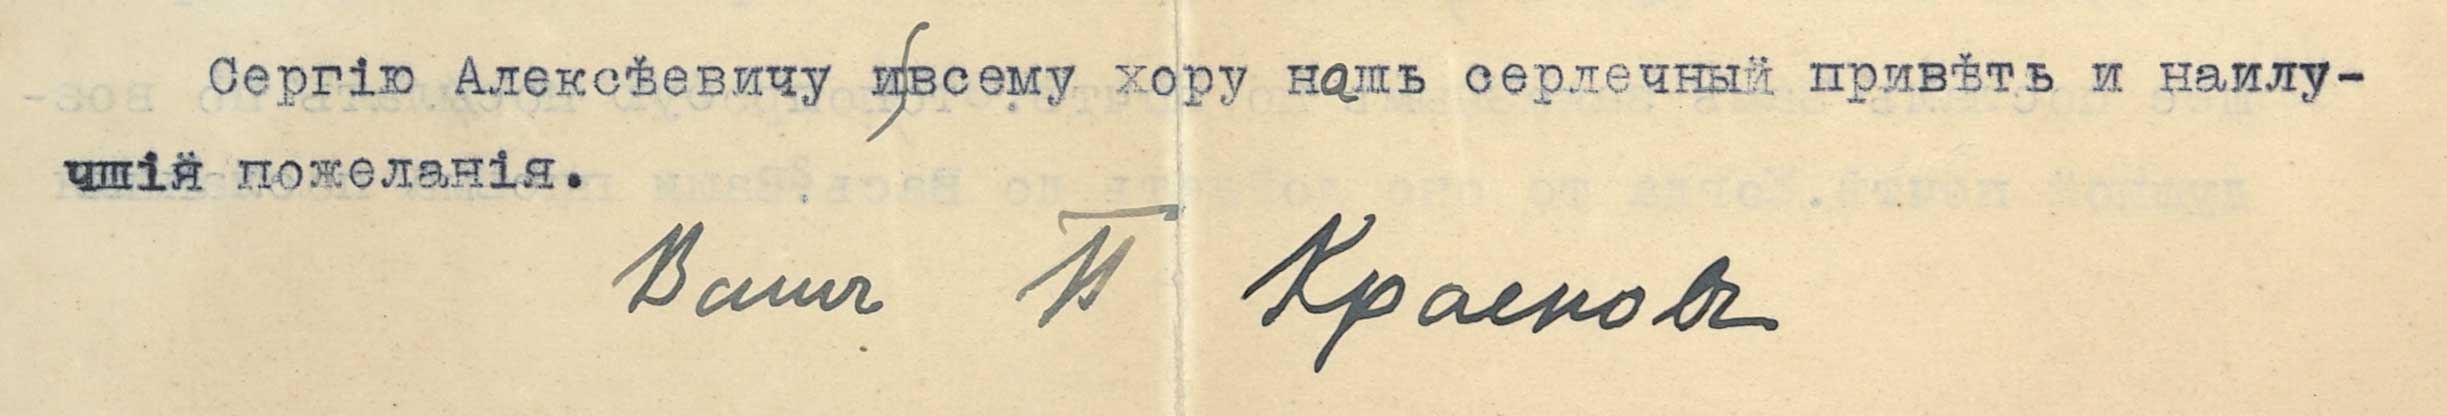 Сергію Алексѣевичу и всему хору нашъ серлечный привѣтъ и наилу-
чшія пожеланія.
Вашъ П Красновъ